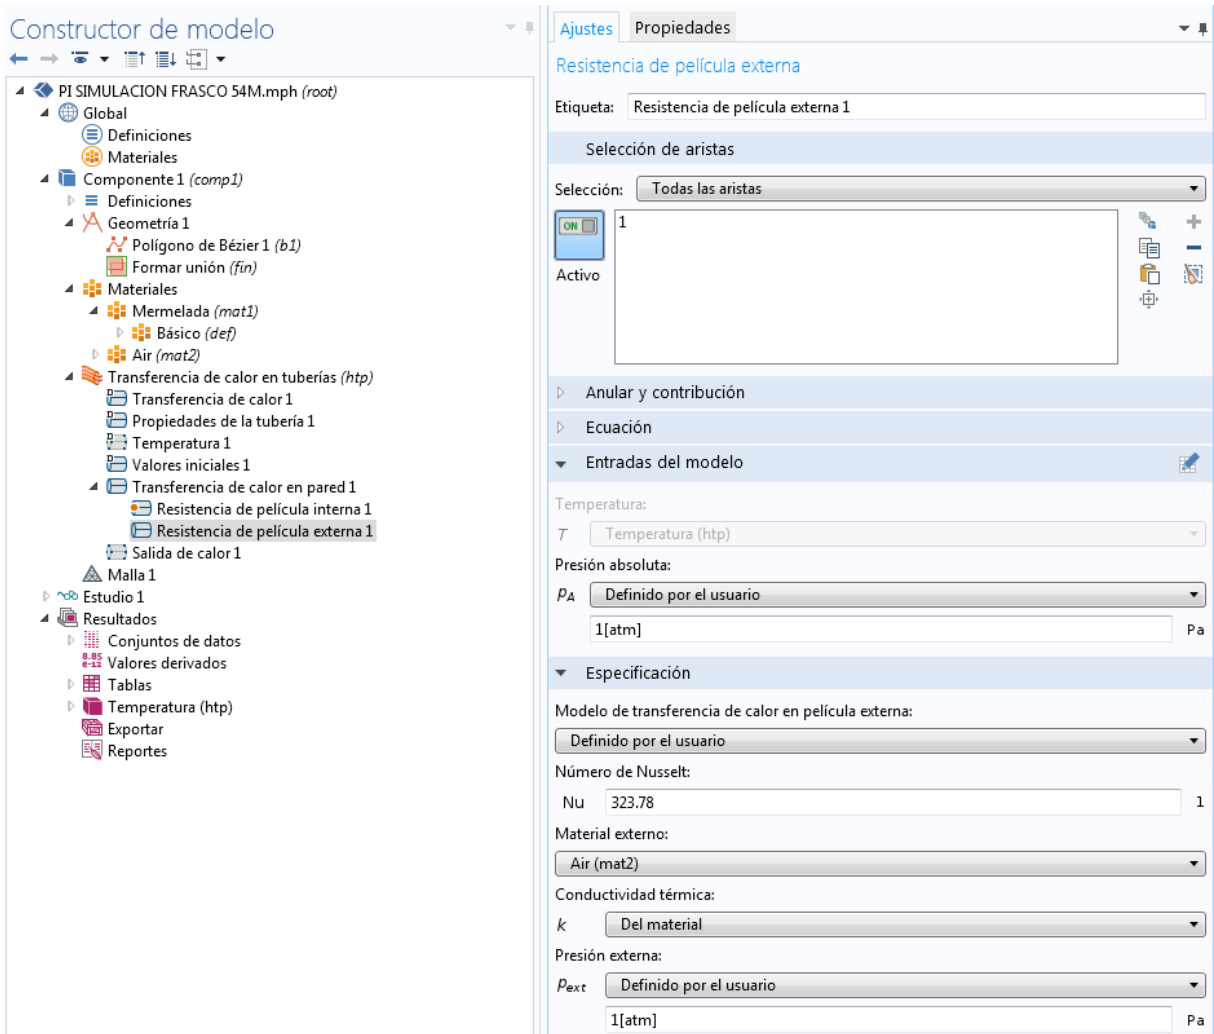 Constructor de modelo
PI SIMULACION FRASCO 54M.mph (root)
Global
Definiciones
Materiales
Componente 1 (comp1)
Definiciones
Geometría 1
Polígono de Bézier 1 (b1)
Formar unión (fin)
Materiales
Mermelada (mat1)
Básico (def)
Air (mat2)
Transferencia de calor en tuberías (htp)
Transferencia de calor 1
Propiedades de la tubería 1
Temperatura 1
Valores iniciales 1
Transferencia de calor en pared 1
Resistencia de película interna 1
Resistencia de película externa 1
Salida de calor 1
Malla 1
Estudio 1
Resultados
Conjuntos de datos
8.85
e-12
Valores derivados
Tablas
Temperatura (htp)
Exportar
Reportes
Ajustes Propiedades
Resistencia de película externa
Etiqueta: Resistencia de película externa 1
Selección de aristas
Selección: Todas las aristas
ON
1
Activo
Anular y contribución
Ecuación
Entradas del modelo
Temperatura:
T Temperatura (htp)
Presión absoluta:
pA Definido por el usuario
1[atm] Pa
Especificación
Modelo de transferencia de calor en película externa:
Definido por el usuario
Número de Nusselt:
Nu 323.78 1
Material externo:
Air (mat2)
Conductividad térmica:
k Del material
Presión externa:
pext Definido por el usuario
1[atm] Pa